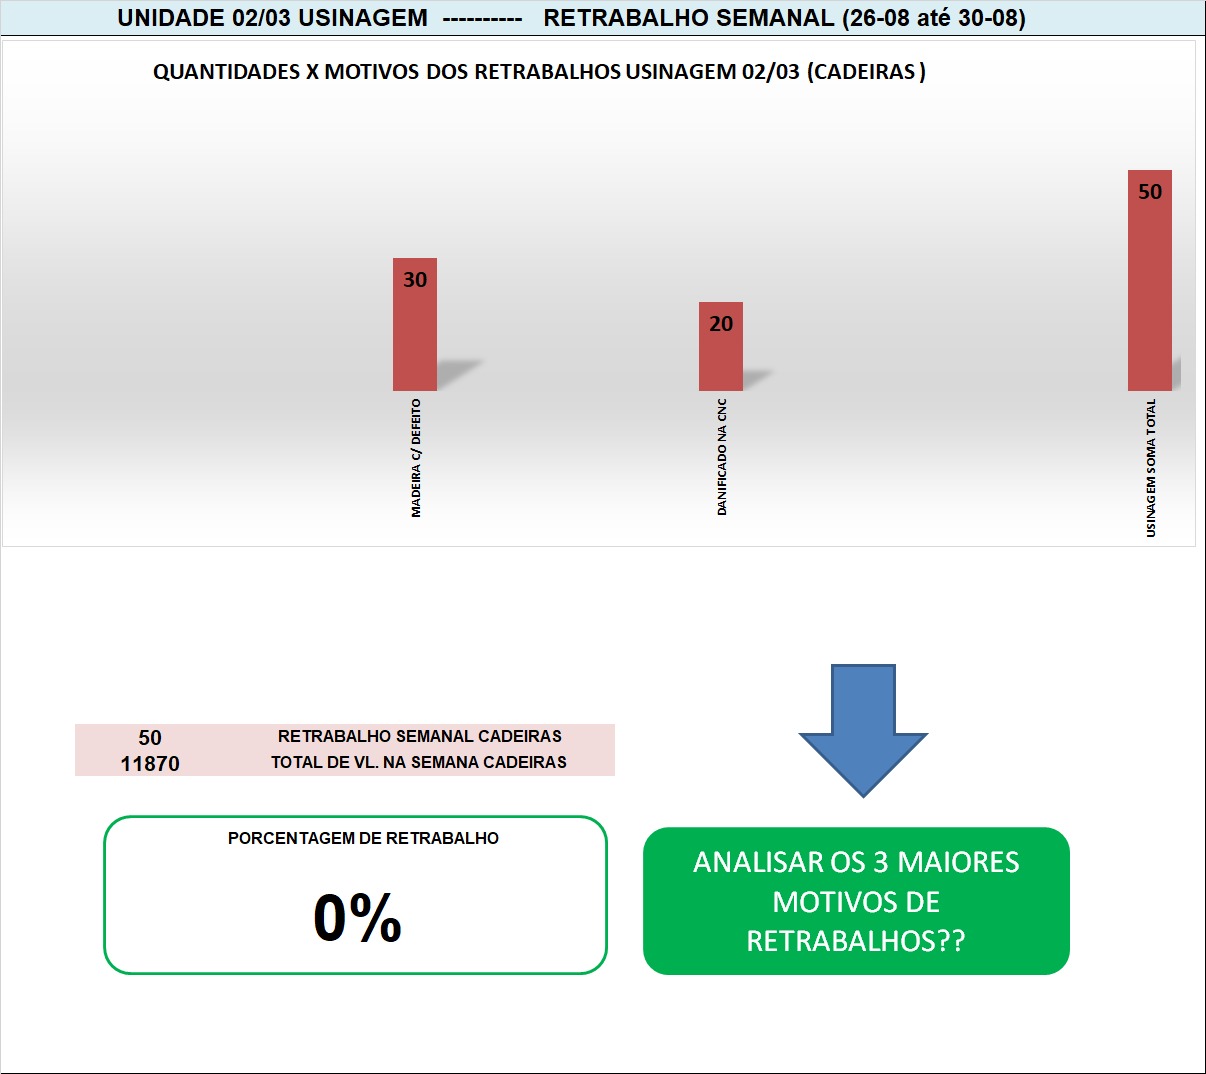 UNIDADE 02/03 USINAGEM ---------- RETRABALHO SEMANAL (26-08 até 30-08)
QUANTIDADES X MOTIVOS DOS RETRABALHOS USINAGEM 02/03 (CADEIRAS )
30
20
50
MADEIRA C/ DEFEITO
DANIFICADO NA CNC
USINAGEM SOMA TOTAL
50 RETRABALHO SEMANAL CADEIRAS
11870 TOTAL DE VL. NA SEMANA CADEIRAS
PORCENTAGEM DE RETRABALHO
0%
ANALISAR OS 3 MAIORES
MOTIVOS DE
RETRABALHOS??